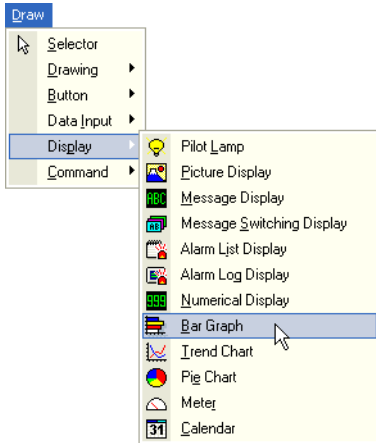 Draw
Selector
Drawing
Button
Data Input
Display
Command
Pilot Lamp
Picture Display
ABC
Message Display
AB
Message Switching Display
Alarm List Display
Alarm Log Display
999
Numerical Display
Bar Graph
Trend Chart
Pie Chart
Meter
31
Calendar